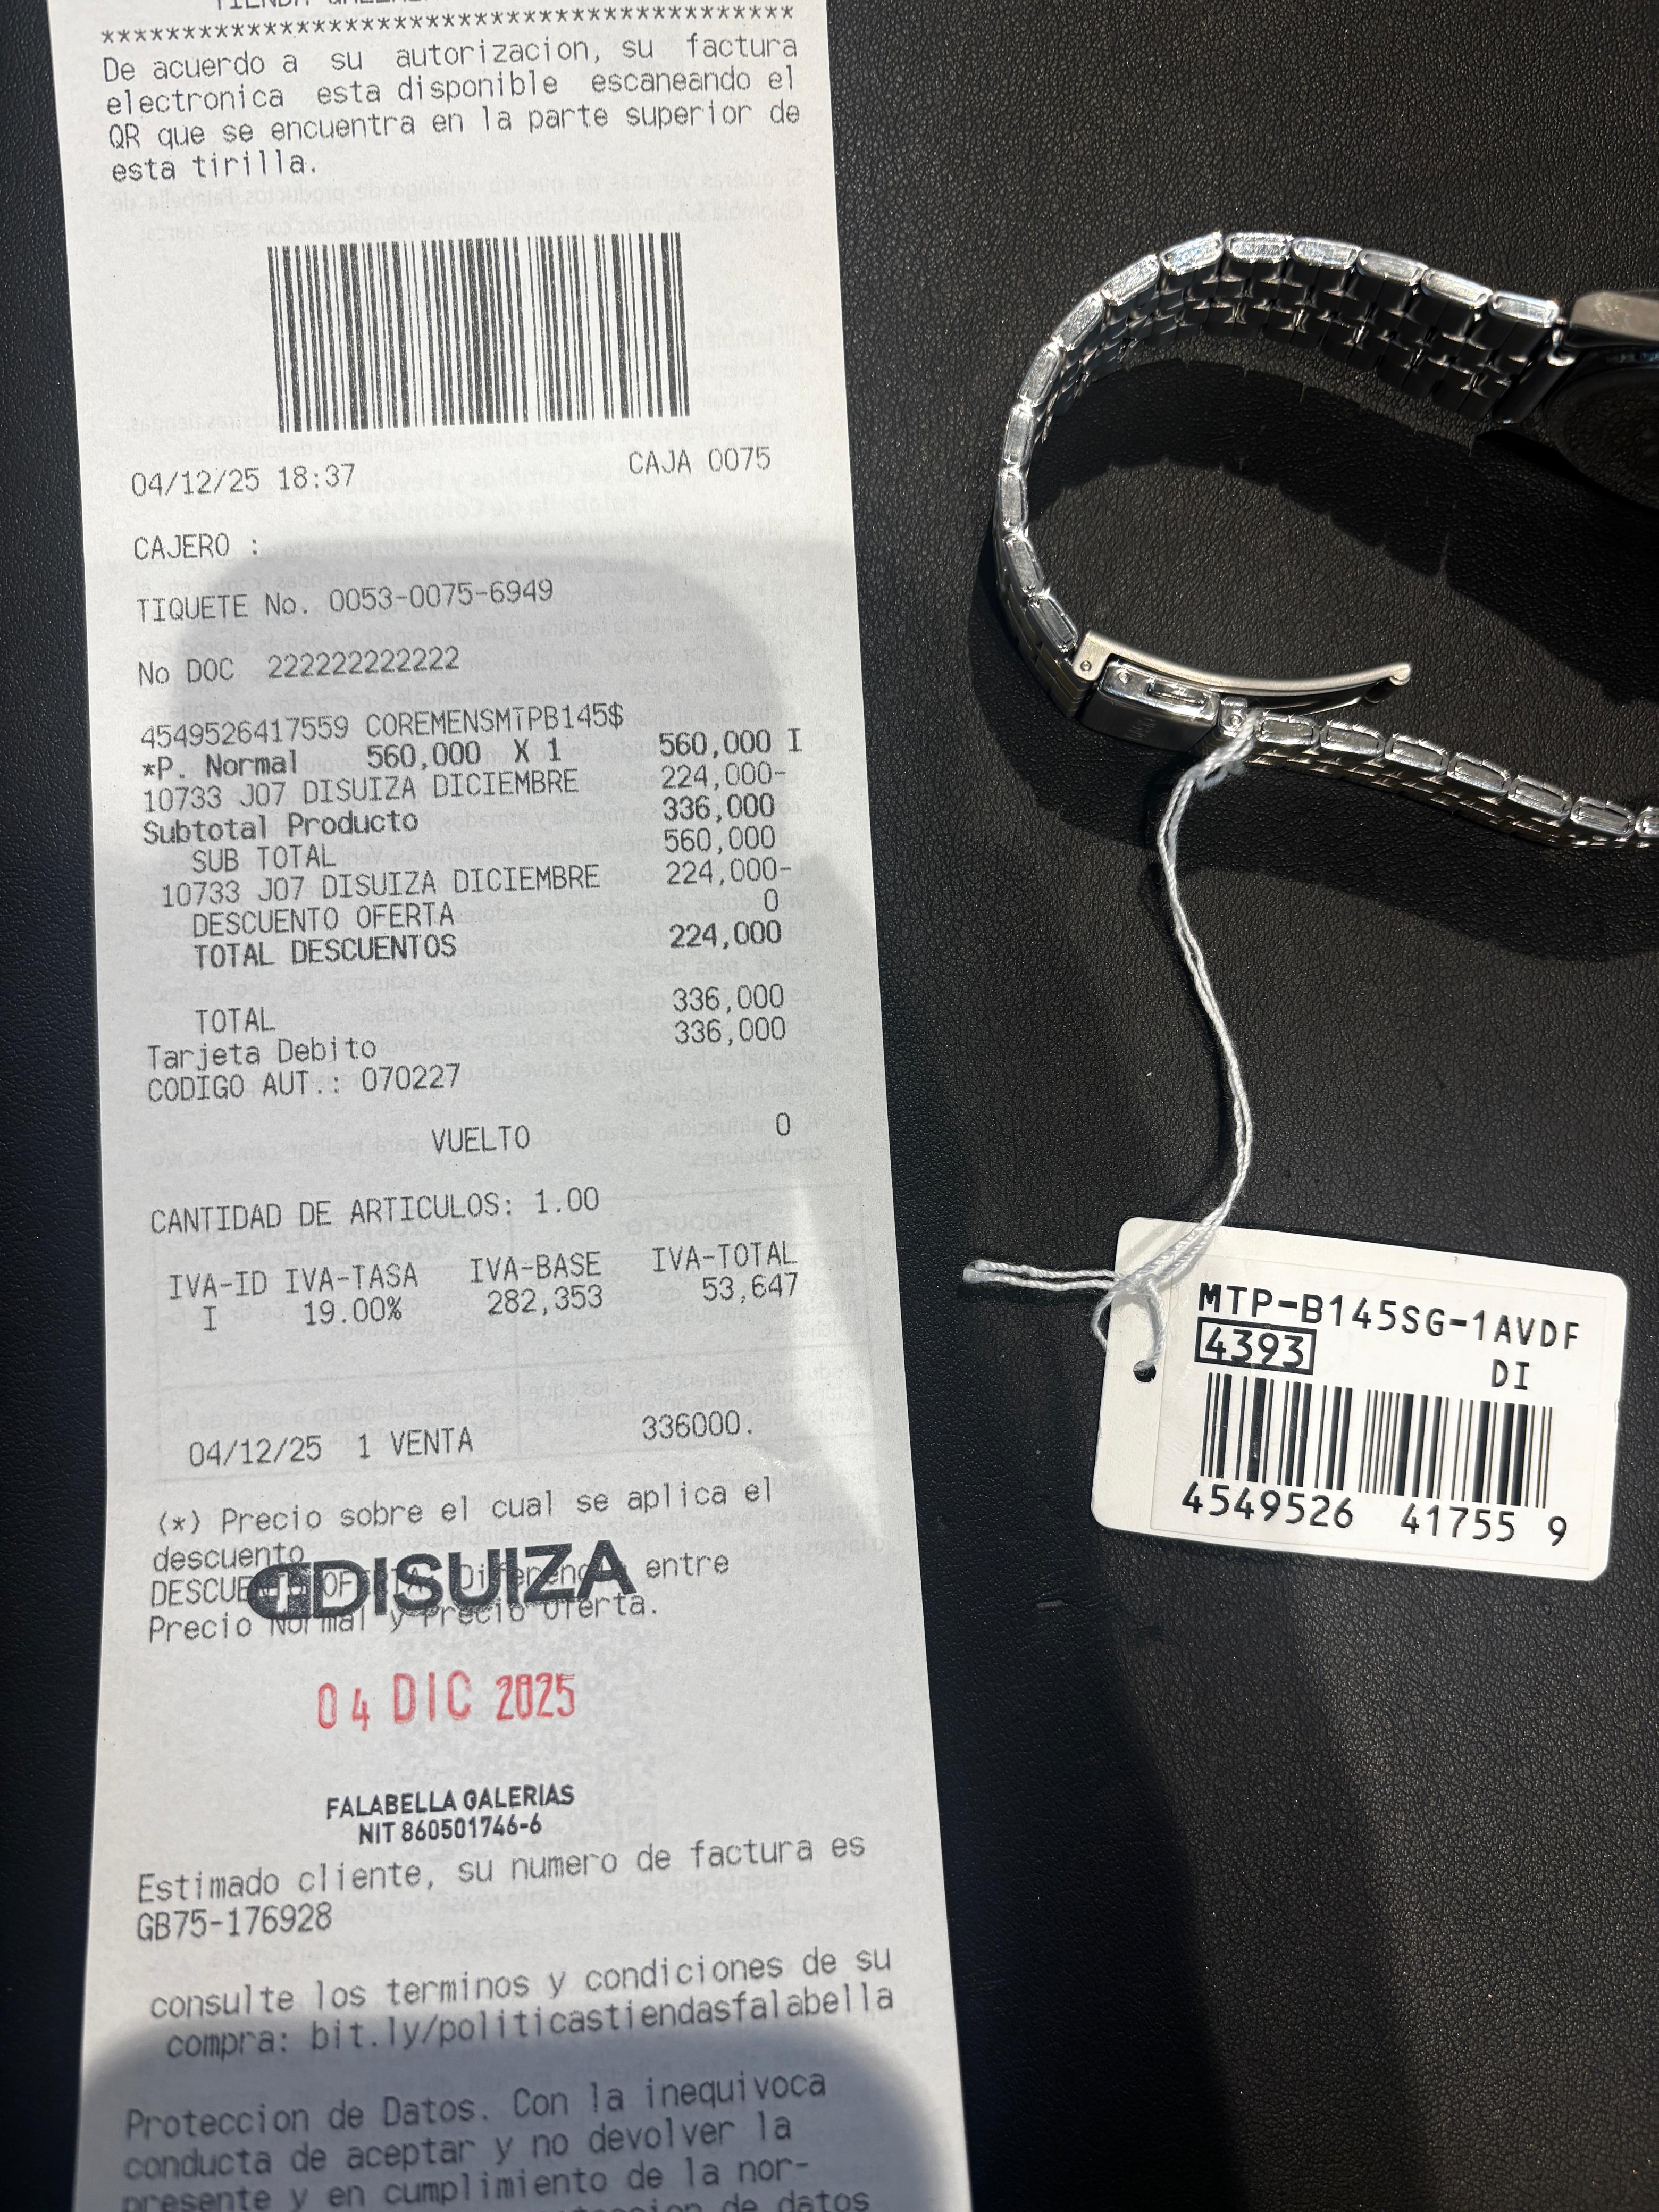 TIENDA
****************************************
De acuerdo a su autorizacion, su factura
electronica esta disponible escaneando el
QR que se encuentra en la parte superior de
esta tirilla.
04/12/25 18:37 CAJA 0075
CAJERO :
TIQUETE No. 0053-0075-6949
No DOC 222222222222
4549526417559 COREMENSMTPB145$
*P. Normal 560,000 X 1 560,000 I
10733 J07 DISUIZA DICIEMBRE 224,000-
Subtotal Producto 336,000
SUB TOTAL 560,000
10733 J07 DISUIZA DICIEMBRE 224,000-
DESCUENTO OFERTA 0
TOTAL DESCUENTOS 224,000
TOTAL 336,000
Tarjeta Debito 336,000
CODIGO AUT.: 070227
VUELTO 0
CANTIDAD DE ARTICULOS: 1.00
IVA-ID IVA-TASA IVA-BASE IVA-TOTAL
I 19.00% 282,353 53,647
04/12/25 1 VENTA 336000.
(*) Precio sobre el cual se aplica el
descuento
DISUIZA
DESCUENTO OFERTA: Diferencia entre
Precio Normal y Precio Oferta.
04 DIC 2025
FALABELLA GALERIAS
NIT 860501746-6
Estimado cliente, su numero de factura es
GB75-176928
consulte los terminos y condiciones de su
compra: bit.ly/politicastiendasfalabella
Proteccion de Datos. Con la inequivoca
conducta de aceptar y no devolver la
presente y en cumplimiento de la nor-
de datos
MTP-B145SG-1AVDF
4393
DI
4549526 41755 9